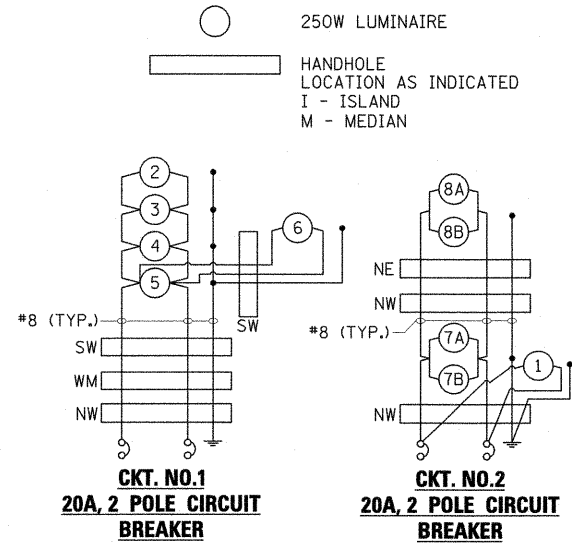 250W LUMINAIRE
HANDHOLE
LOCATION AS INDICATED
I - ISLAND
M - MEDIAN
2
3
4
5
6
#8 (TYP.)
SW
SW
WM
NW
CKT. NO.1
20A, 2 POLE CIRCUIT
BREAKER
8A
8B
NE
NW
#8 (TYP.)
7A
7B
1
NW
CKT. NO.2
20A, 2 POLE CIRCUIT
BREAKER